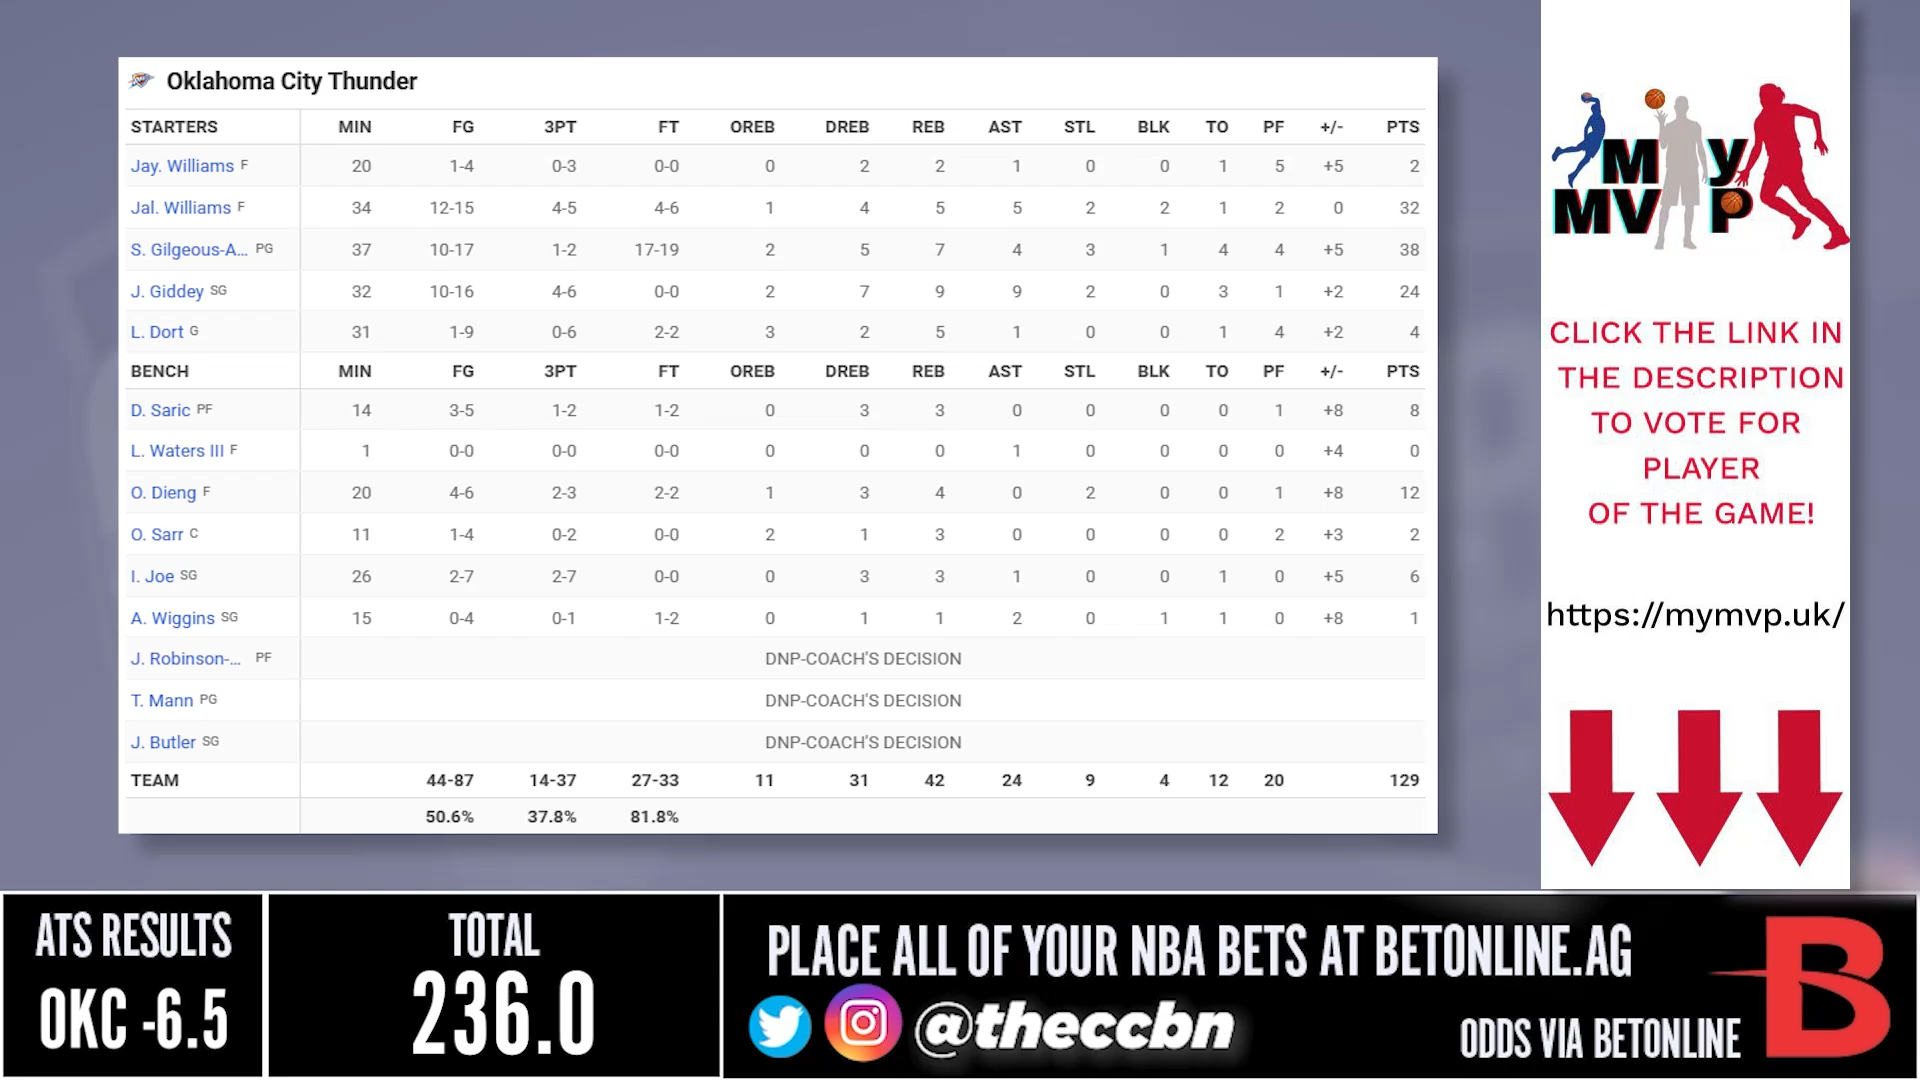 Oklahoma City Thunder
STARTERS MIN FG 3PT FT OREB DREB REB AST STL BLK TO PF +/- PTS
Jay. Williams F 20 1-4 0-3 0-0 0 2 2 1 0 0 1 5 +5 2
Jal. Williams F 34 12-15 4-5 4-6 1 4 5 5 2 2 1 2 0 32
S. Gilgeous-A... PG 37 10-17 1-2 17-19 2 5 7 4 3 1 4 4 +5 38
J. Giddey SG 32 10-16 4-6 0-0 2 7 9 9 2 0 3 1 +2 24
L. Dort G 31 1-9 0-6 2-2 3 2 5 1 0 0 1 4 +2 4
BENCH MIN FG 3PT FT OREB DREB REB AST STL BLK TO PF +/- PTS
D. Saric PF 14 3-5 1-2 1-2 0 3 3 0 0 0 0 1 +8 8
L. Waters III F 1 0-0 0-0 0-0 0 0 0 1 0 0 0 0 +4 0
O. Dieng F 20 4-6 2-3 2-2 1 3 4 0 2 0 0 1 +8 12
O. Sarr C 11 1-4 0-2 0-0 2 1 3 0 0 0 0 2 +3 2
I. Joe SG 26 2-7 2-7 0-0 0 3 3 1 0 0 1 0 +5 6
A. Wiggins SG 15 0-4 0-1 1-2 0 1 1 2 0 1 1 0 +8 1
J. Robinson-... PF DNP-COACH'S DECISION
T. Mann PG DNP-COACH'S DECISION
J. Butler SG DNP-COACH'S DECISION
TEAM 44-87 14-37 27-33 11 31 42 24 9 4 12 20 129
50.6% 37.8% 81.8%
My
MVP
CLICK THE LINK IN
THE DESCRIPTION
TO VOTE FOR
PLAYER
OF THE GAME!
https://mymvp.uk/
ATS RESULTS
OKC -6.5
TOTAL
236.0
PLACE ALL OF YOUR NBA BETS AT BETONLINE.AG
@theccbn
ODDS VIA BETONLINE
B